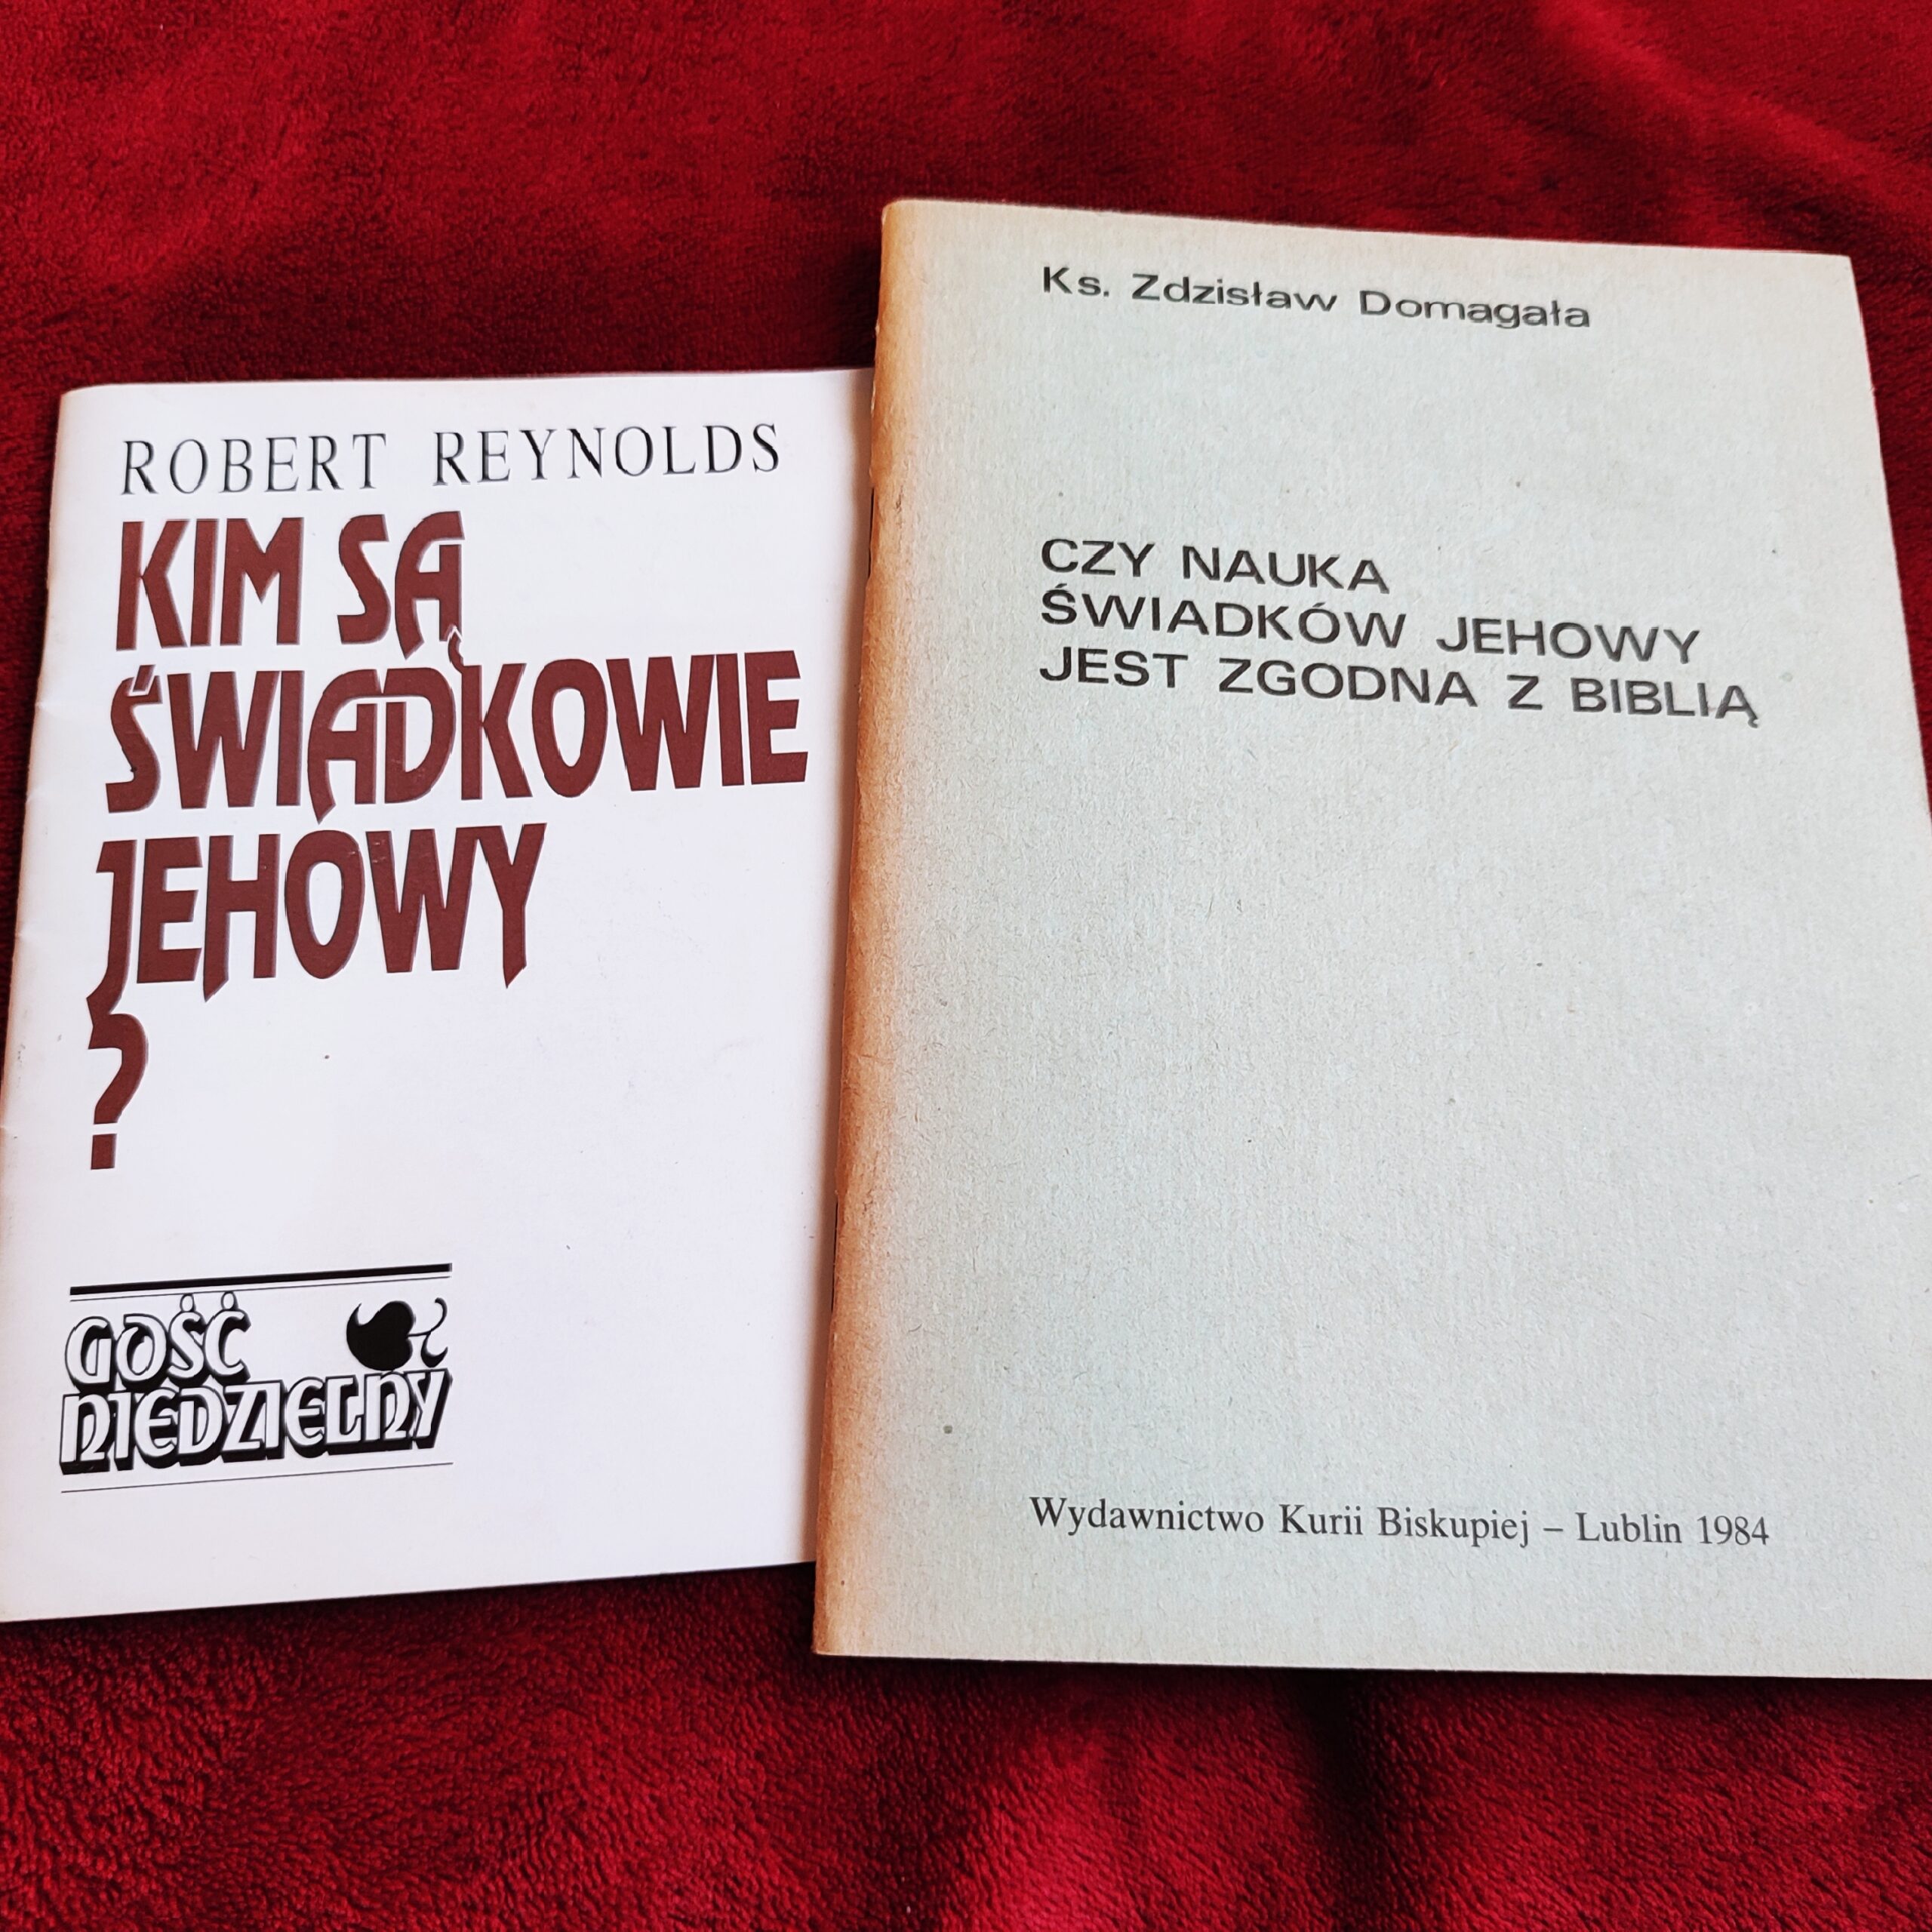 ROBERT REYNOLDS
KIM SĄ
ŚWIADKOWIE
JEHOWY
?
GOŚĆ
NIEDZIELNY
Ks. Zdzisław Domagała
CZY NAUKA
ŚWIADKÓW JEHOWY
JEST ZGODNA Z BIBLIĄ
Wydawnictwo Kurii Biskupiej – Lublin 1984